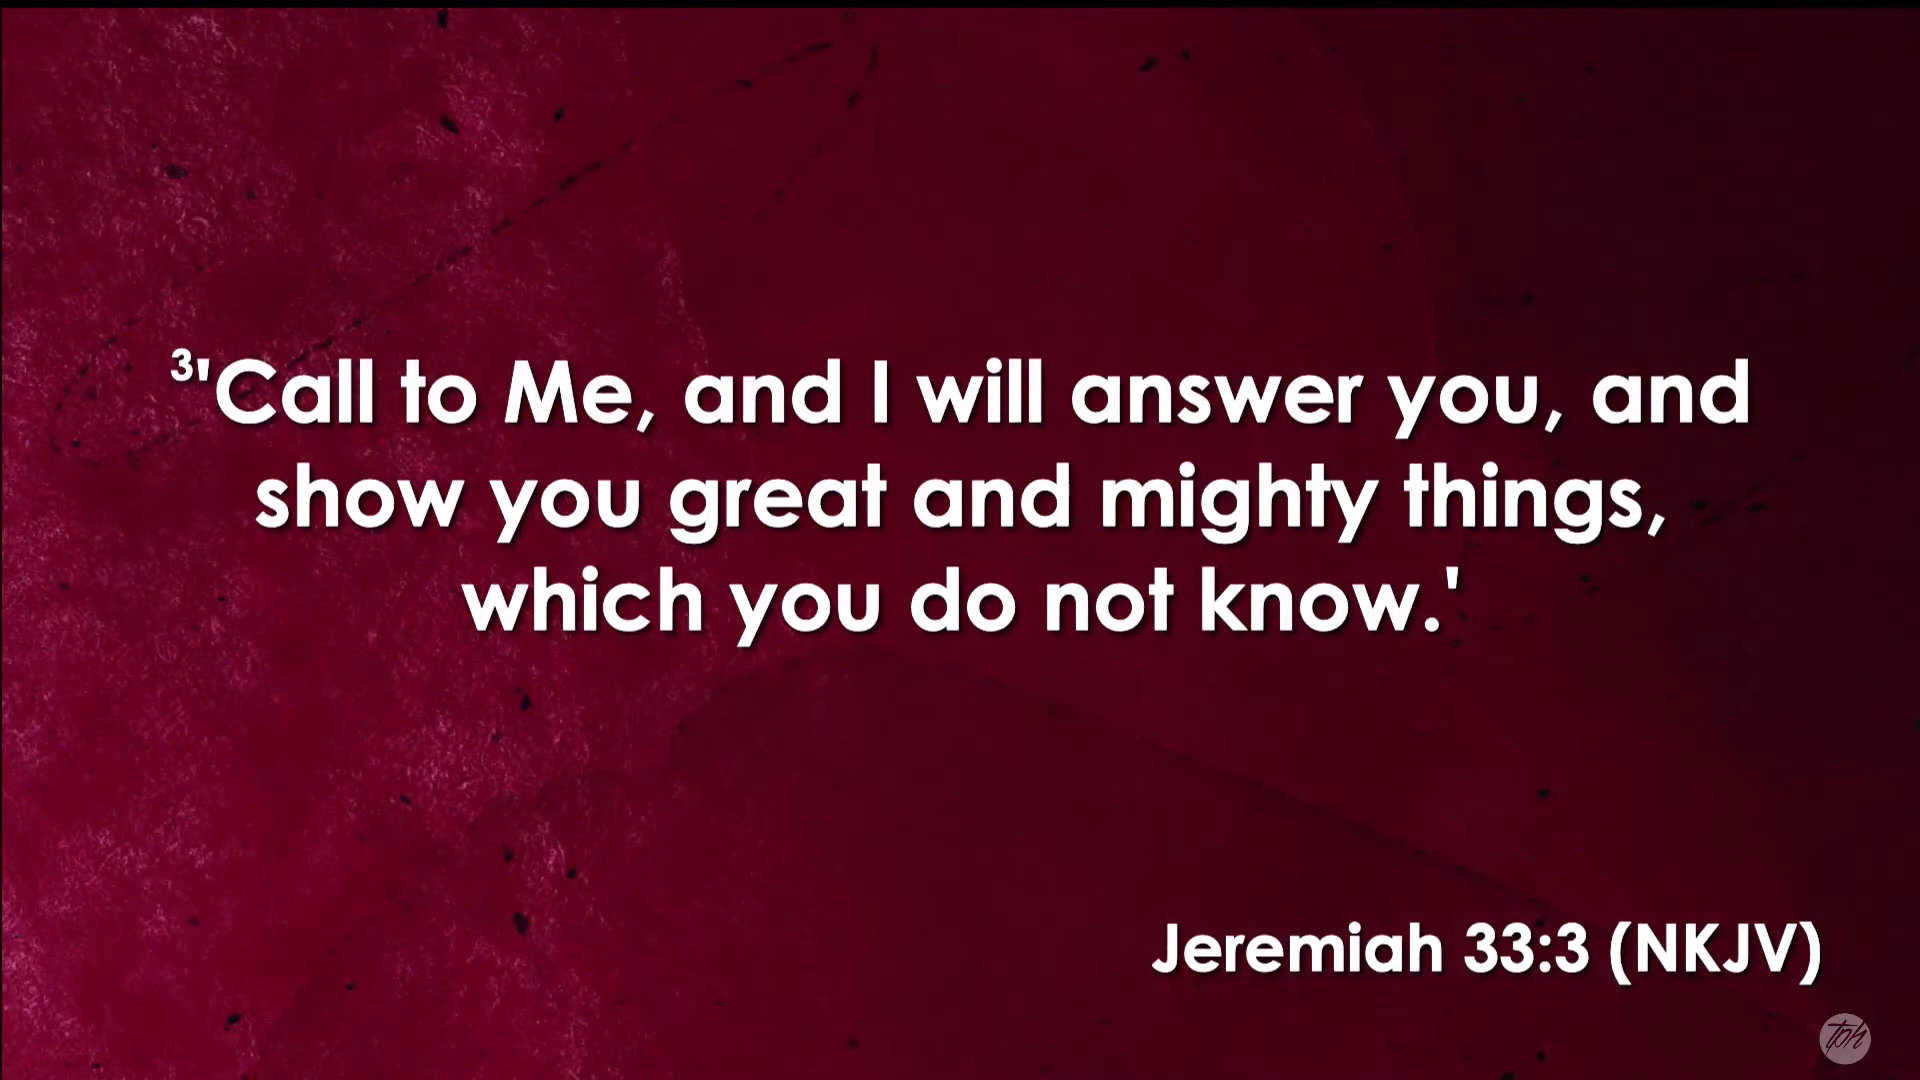 ³'Call to Me, and I will answer you, and
show you great and mighty things,
which you do not know.'
Jeremiah 33:3 (NKJV)
tph